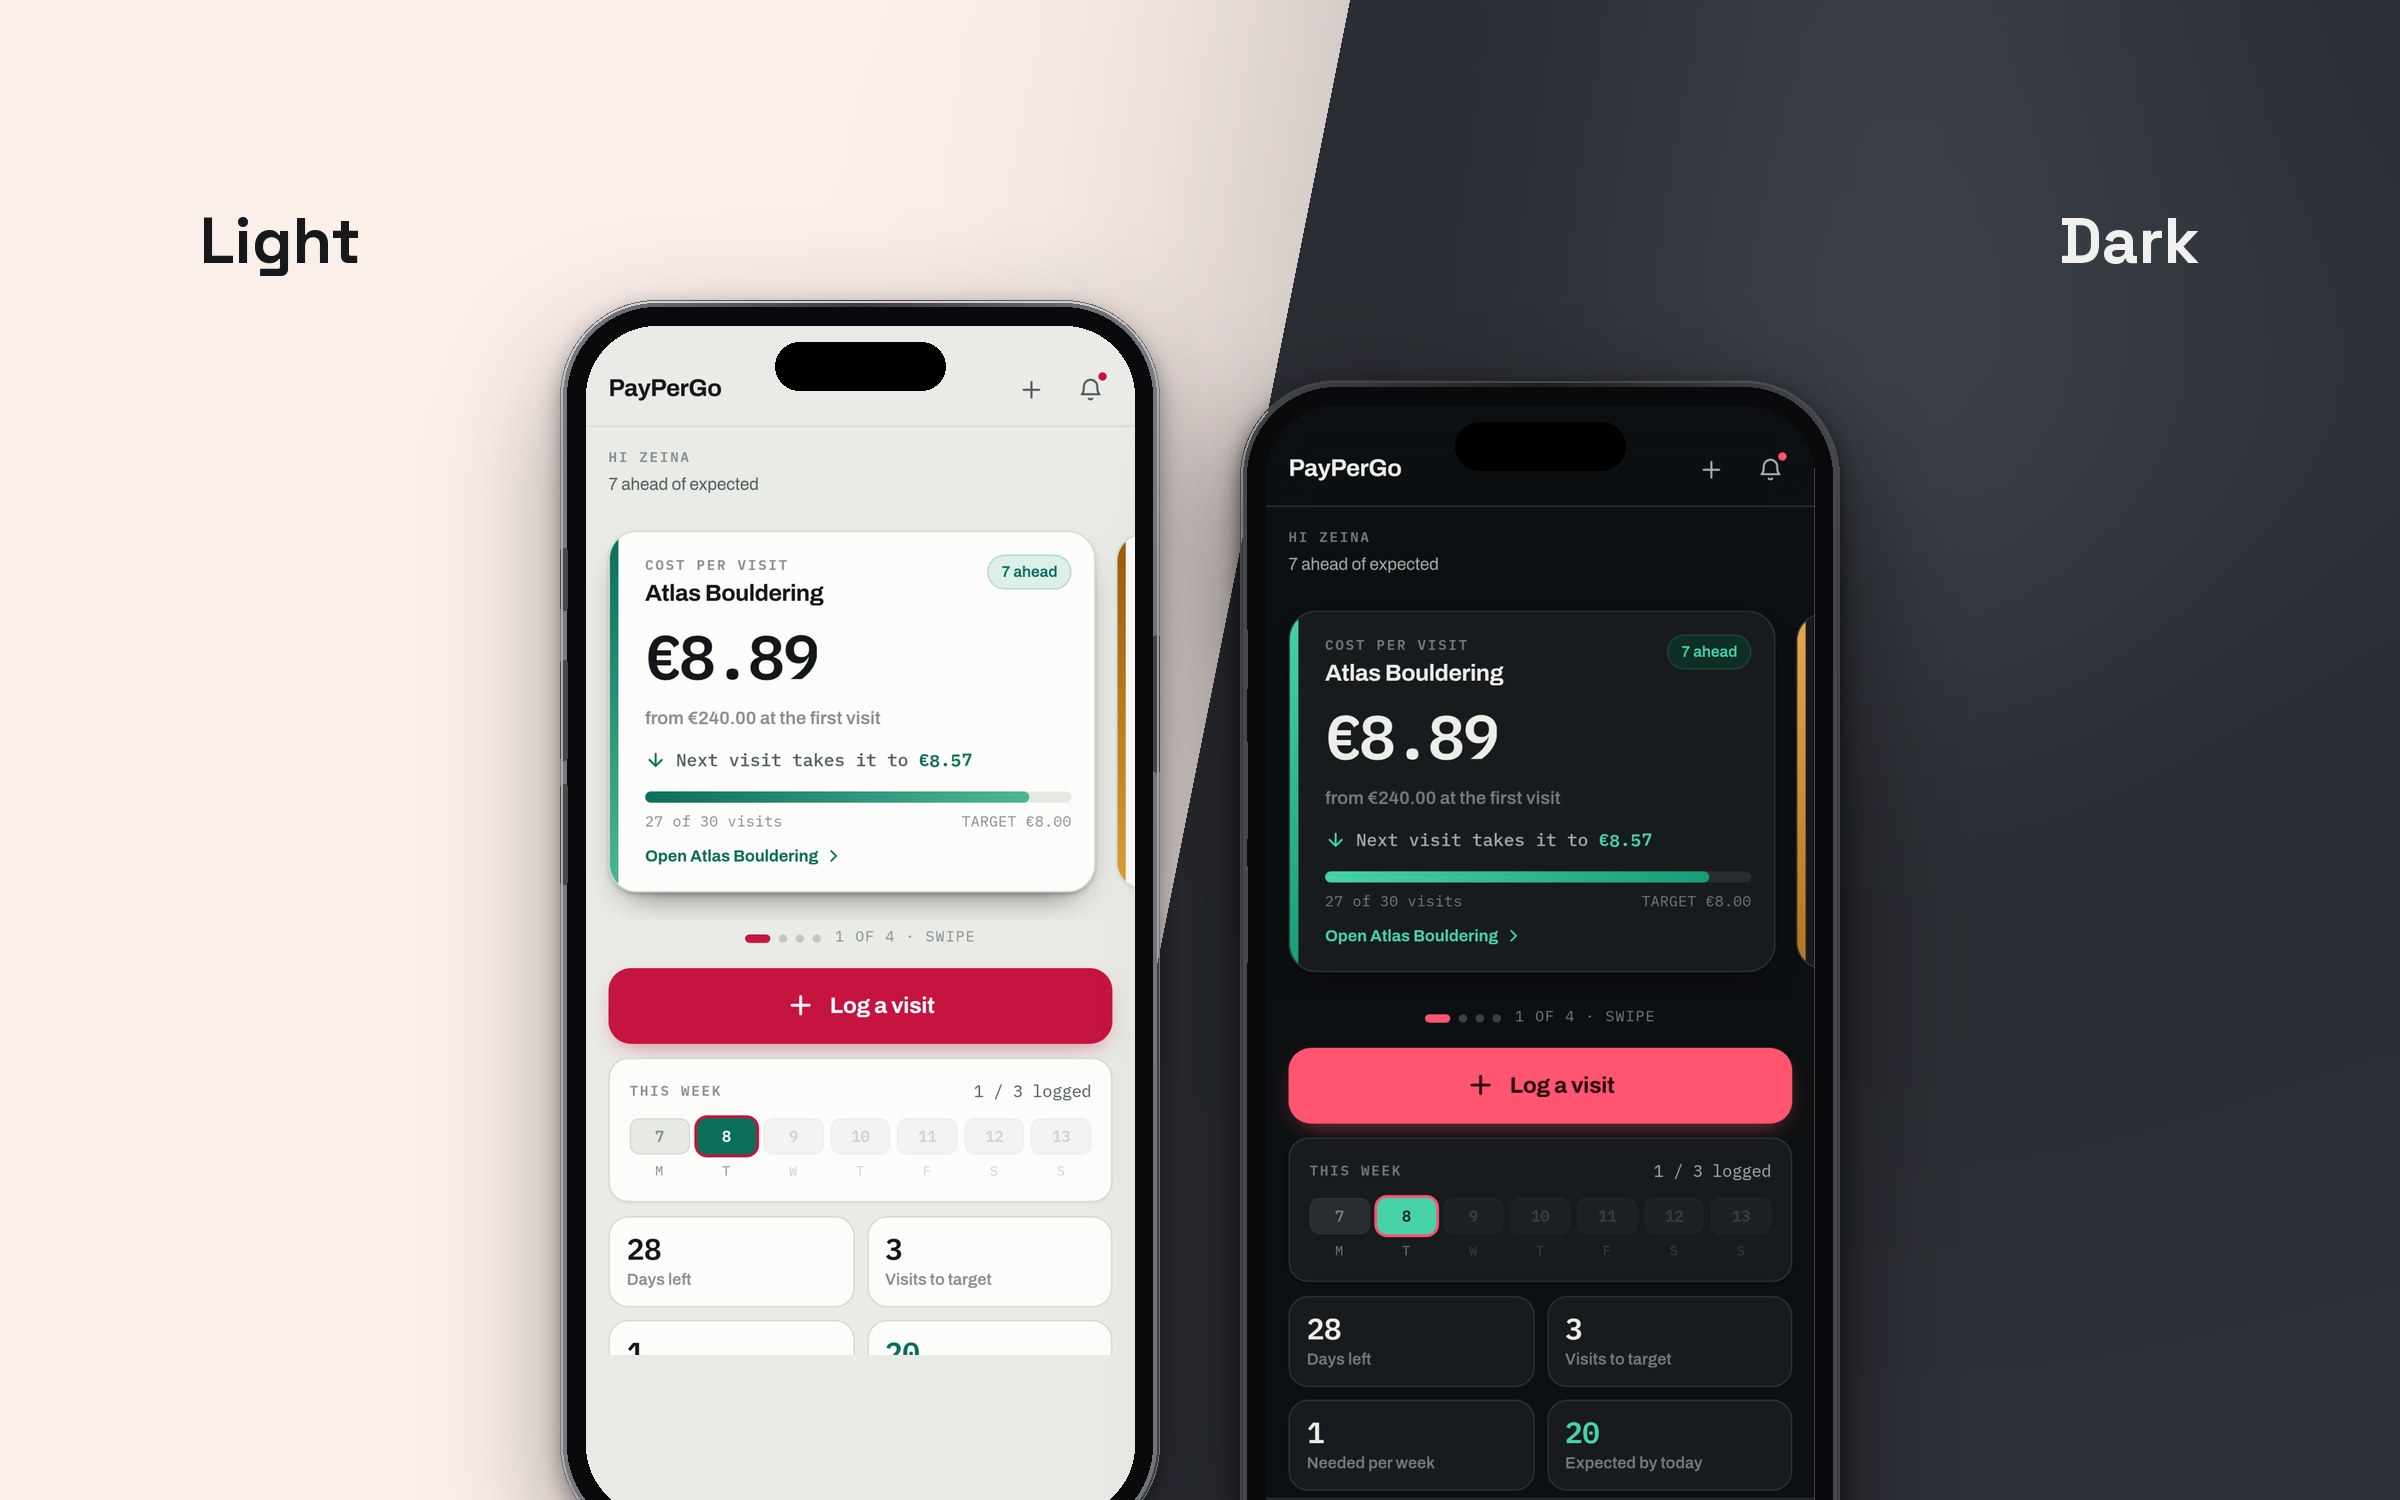 Light
PayPerGo
HI ZEINA
7 ahead of expected
COST PER VISIT
7 ahead
Atlas Bouldering
€8.89
from €240.00 at the first visit
Next visit takes it to €8.57
27 of 30 visits
TARGET €8.00
Open Atlas Bouldering
1 OF 4 · SWIPE
Log a visit
THIS WEEK
1 / 3 logged
7 8 9 10 11 12 13
M T W T F S S
28
Days left
3
Visits to target
1
20
Dark
PayPerGo
HI ZEINA
7 ahead of expected
COST PER VISIT
7 ahead
Atlas Bouldering
€8.89
from €240.00 at the first visit
Next visit takes it to €8.57
27 of 30 visits
TARGET €8.00
Open Atlas Bouldering
1 OF 4 · SWIPE
Log a visit
THIS WEEK
1 / 3 logged
7 8 9 10 11 12 13
M T W T F S S
28
Days left
3
Visits to target
1
Needed per week
20
Expected by today